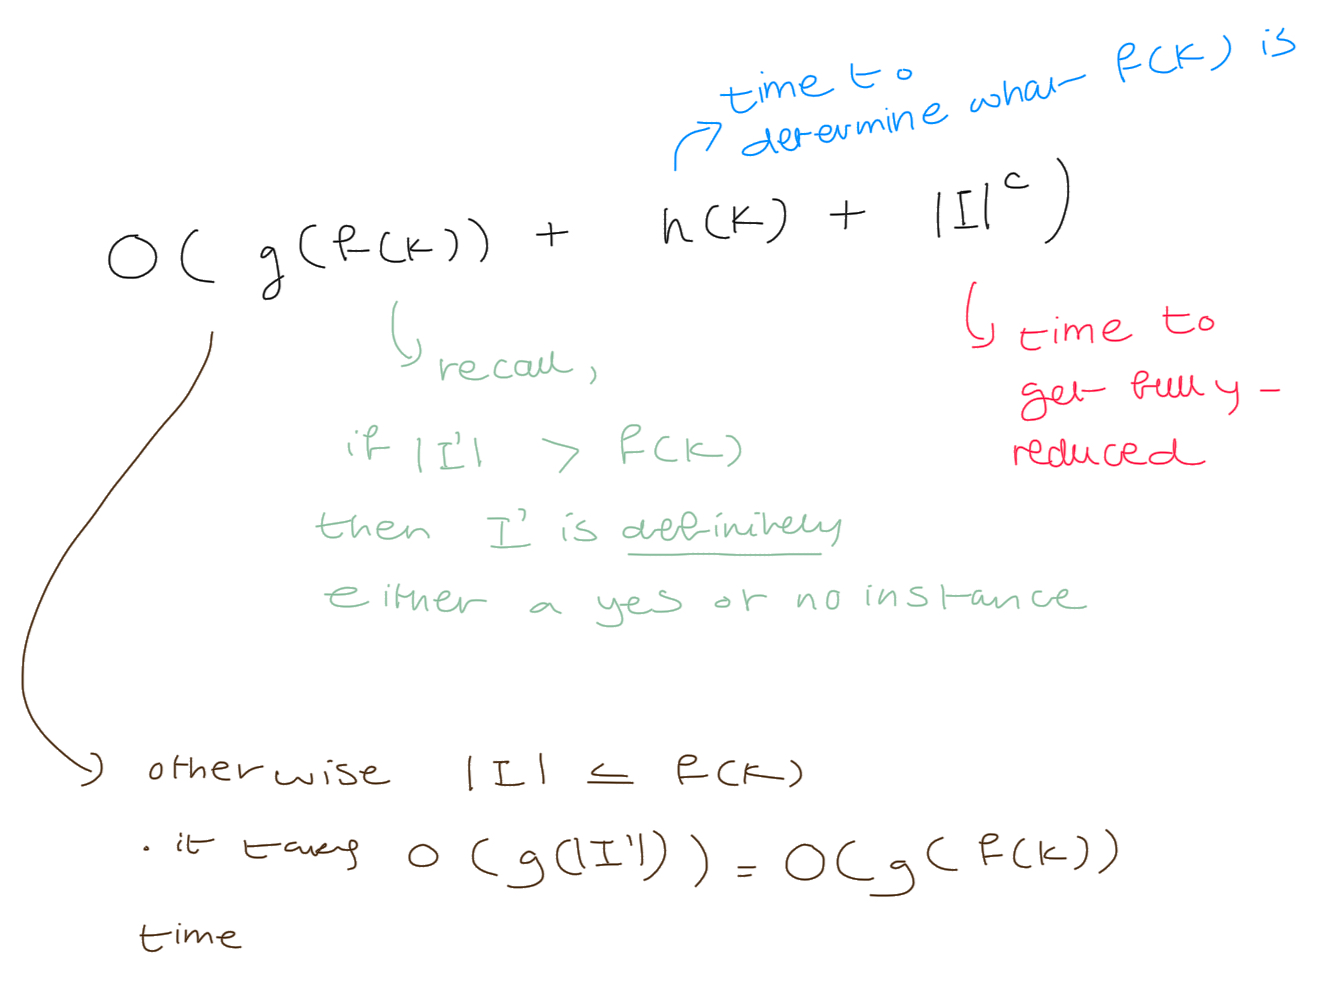 time to
determine what f(k) is
O( g(f(k)) + h(k) + |I|^c )
recall,
if |I'| > f(k)
then I' is definitely
either a yes or no instance
time to
get fully-
reduced
otherwise |I| ≤ f(k)
· it takes O(g(|I'|)) = O(g(f(k))
time